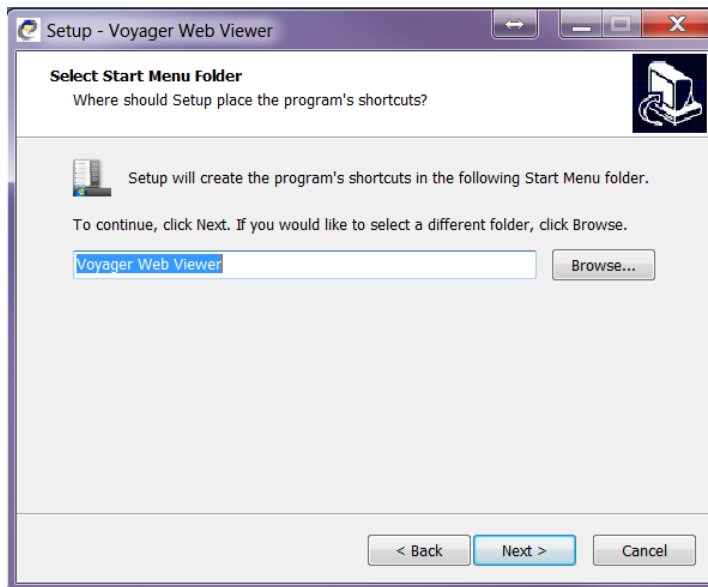 Setup - Voyager Web Viewer
Select Start Menu Folder
Where should Setup place the program's shortcuts?
Setup will create the program's shortcuts in the following Start Menu folder.
To continue, click Next. If you would like to select a different folder, click Browse.
Voyager Web Viewer
Browse...
< Back
Next >
Cancel